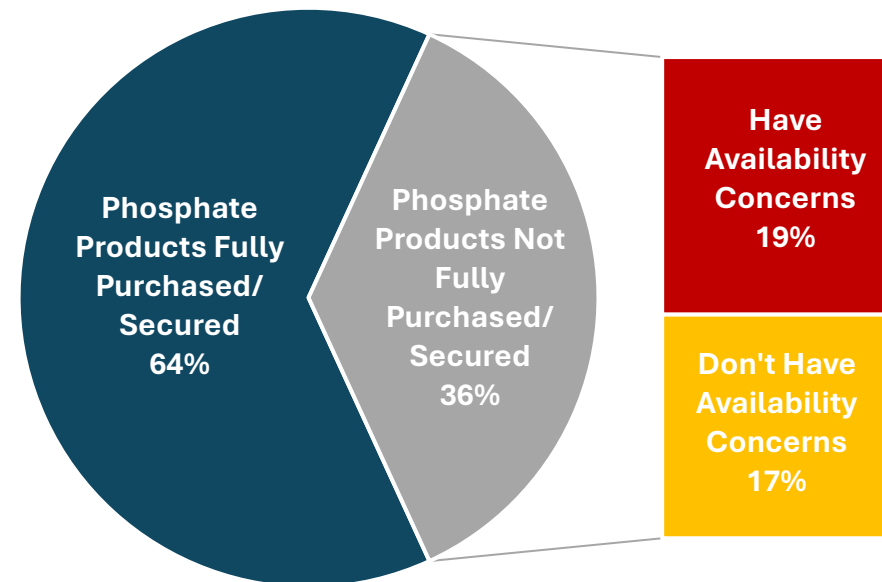 Phosphate
Products Fully
Purchased/
Secured
64%
Phosphate
Products Not
Fully
Purchased/
Secured
36%
Have
Availability
Concerns
19%
Don't Have
Availability
Concerns
17%